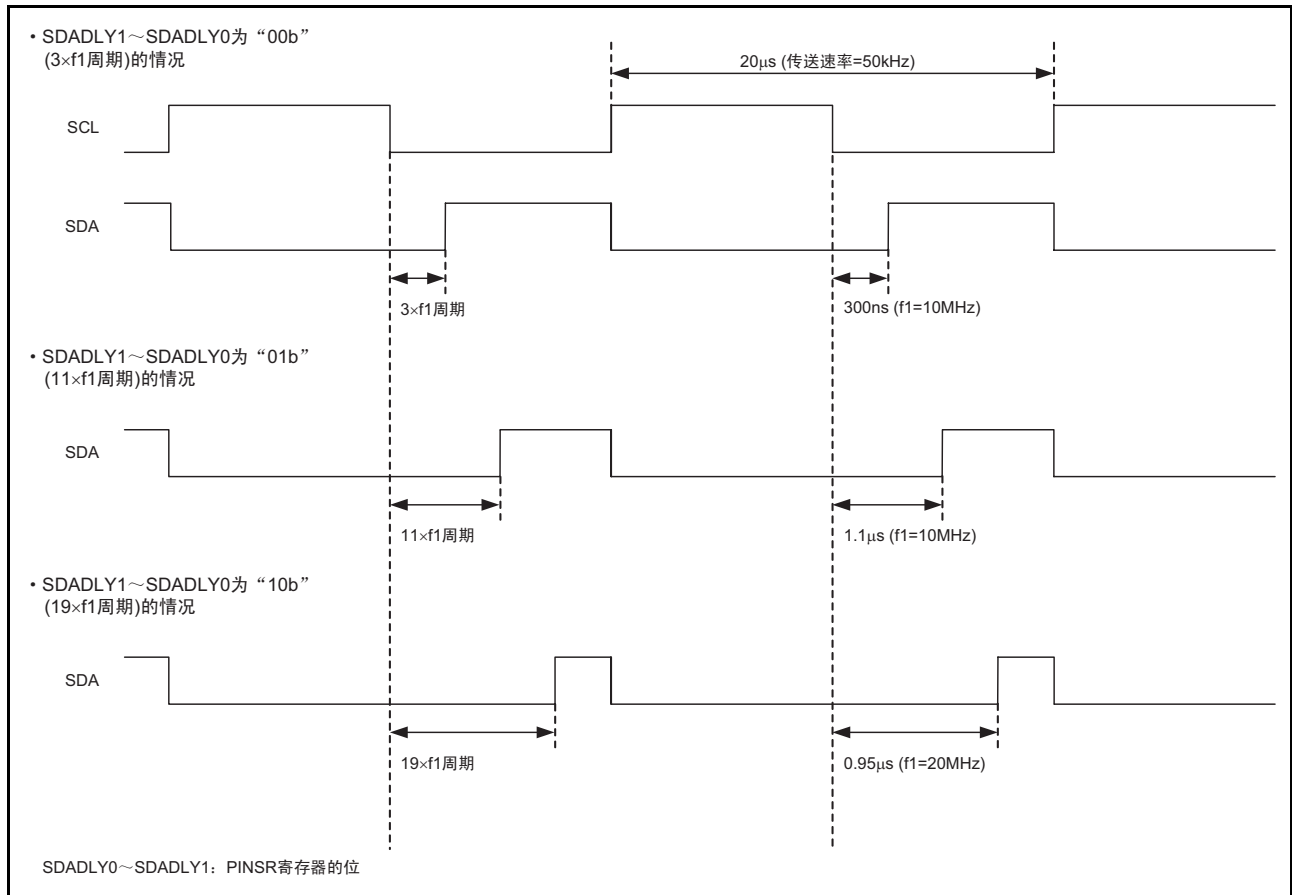 • SDADLY1～SDADLY0为“00b”
(3×f1周期)的情况
20μs (传送速率=50kHz)
SCL
SDA
3×f1周期
300ns (f1=10MHz)
• SDADLY1～SDADLY0为“01b”
(11×f1周期)的情况
SDA
11×f1周期
1.1μs (f1=10MHz)
• SDADLY1～SDADLY0为“10b”
(19×f1周期)的情况
SDA
19×f1周期
0.95μs (f1=20MHz)
SDADLY0～SDADLY1：PINSR寄存器的位